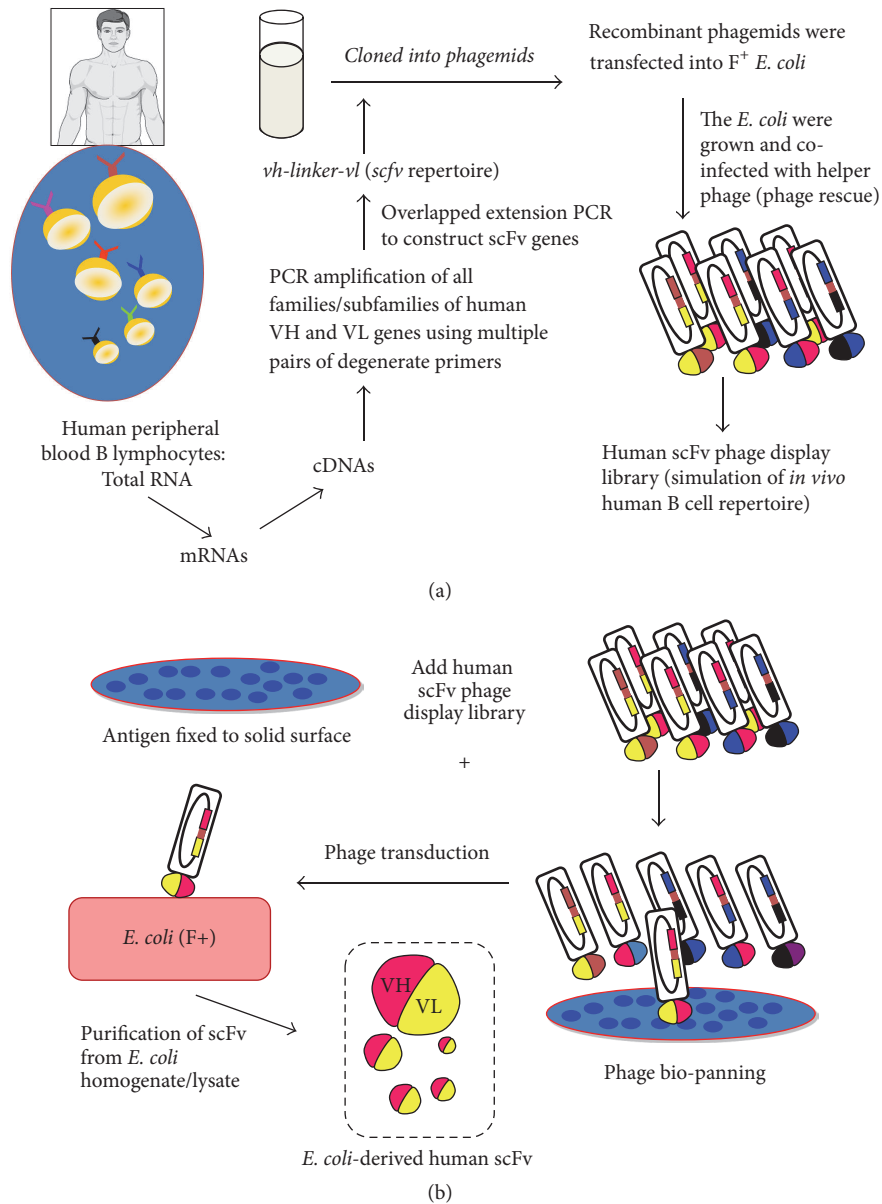 Cloned into phagemids
Recombinant phagemids were
transfected into F+ E. coli
The E. coli were
grown and co-
infected with helper
phage (phage rescue)
vh-linker-vl (scfv repertoire)
Overlapped extension PCR
to construct scFv genes
PCR amplification of all
families/subfamilies of human
VH and VL genes using multiple
pairs of degenerate primers
Human peripheral
blood B lymphocytes:
Total RNA
mRNAs
cDNAs
Human scFv phage display
library (simulation of in vivo
human B cell repertoire)
(a)
Antigen fixed to solid surface
Add human
scFv phage
display library
+
Phage transduction
E. coli (F+)
Purification of scFv
from E. coli
homogenate/lysate
VH
VL
E. coli-derived human scFv
Phage bio-panning
(b)